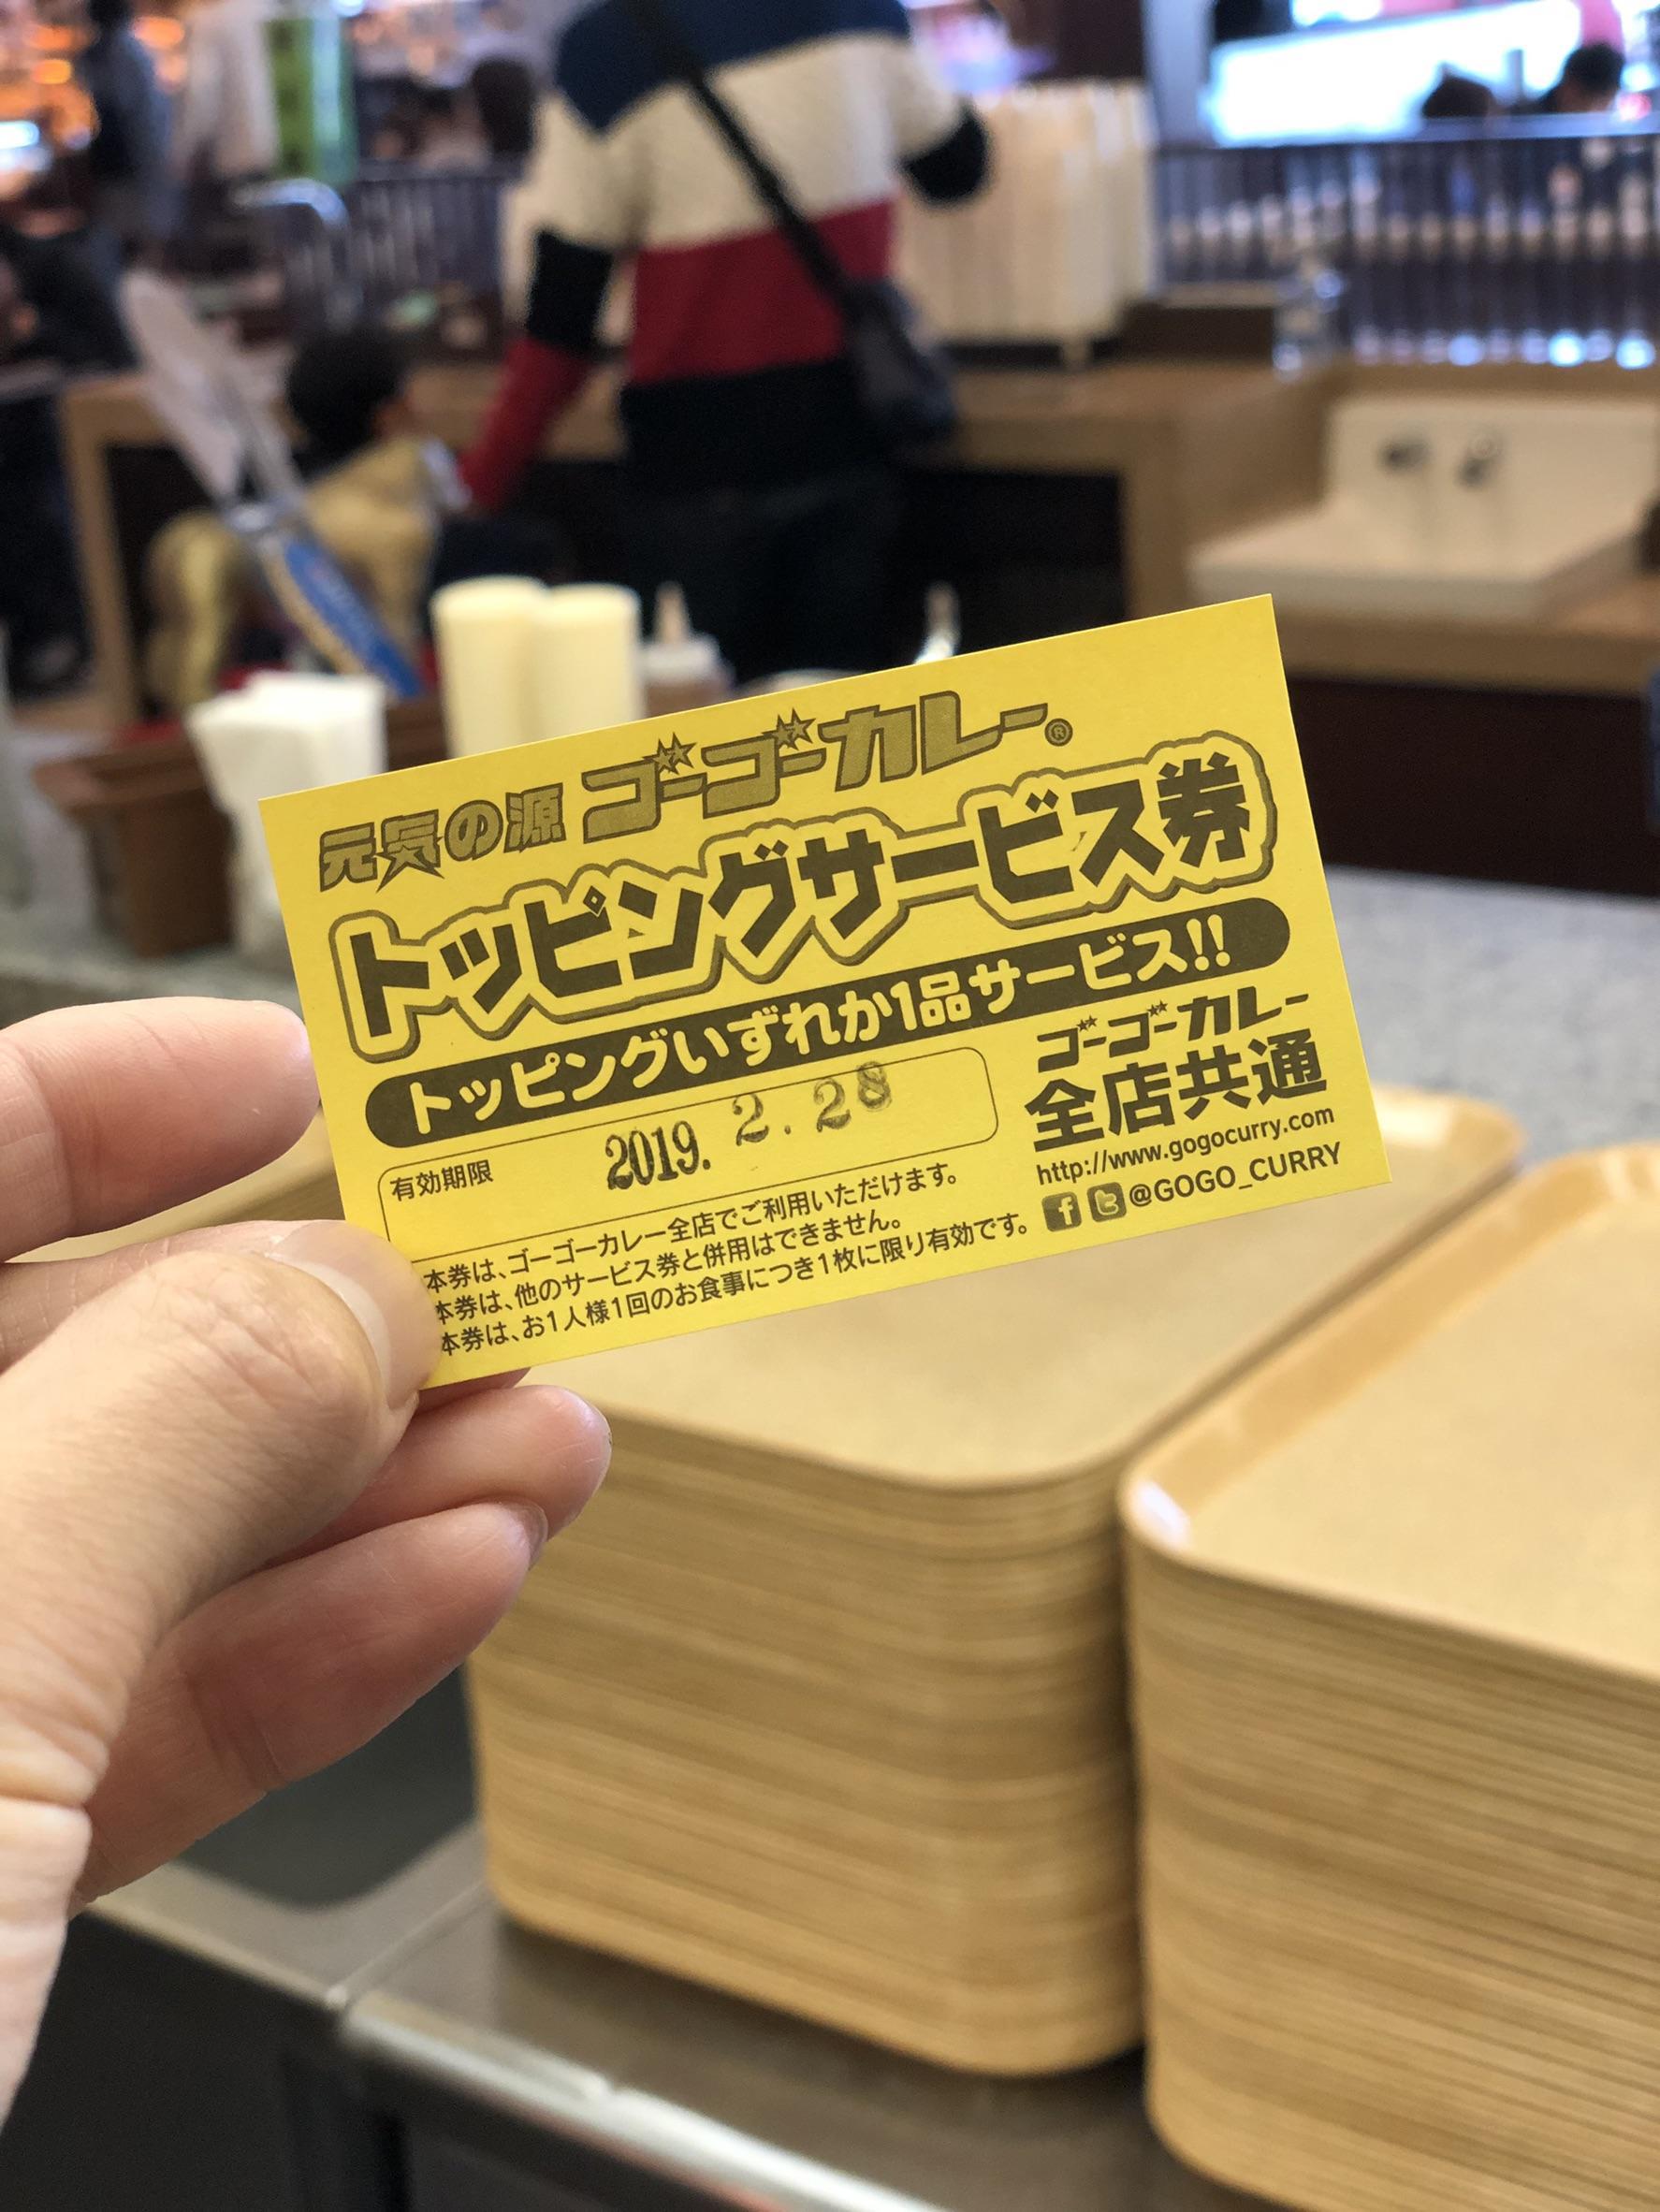 元気の源 ゴーゴーカレー®
トッピングサービス券
トッピングいずれか1品サービス!!
有効期限 2019. 2. 28
本券は、ゴーゴーカレー全店でご利用いただけます。
本券は、他のサービス券と併用はできません。
本券は、お1人様1回のお食事につき1枚に限り有効です。
ゴーゴーカレー
全店共通
http://www.gogocurry.com
@GOGO_CURRY